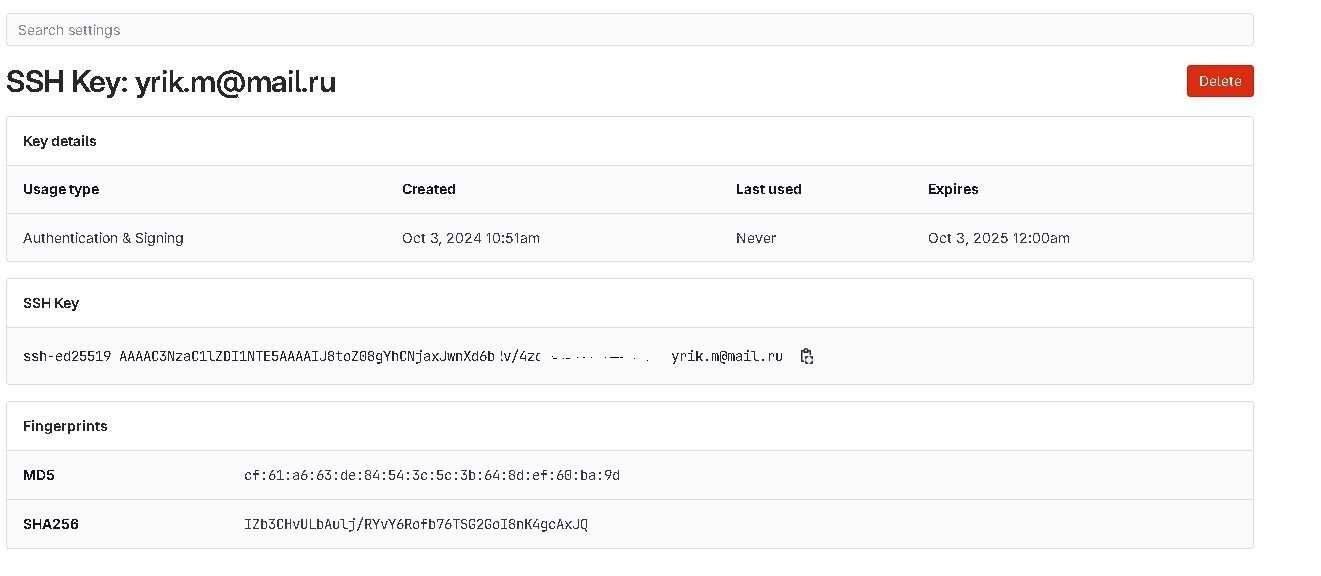 Search settings
SSH Key: yrik.m@mail.ru
Delete
Key details
Usage type Created Last used Expires
Authentication & Signing Oct 3, 2024 10:51am Never Oct 3, 2025 12:00am
SSH Key
ssh-ed25519 yrik.m@mail.ru
Fingerprints
MD5 cf:61:a6:63:de:84:54:3c:5c:3b:64:8d:ef:60:ba:9d
SHA256 IZb3CHvULbAulj/RYvY6Rofb76TSG2GoI8nK4gcAxJQ